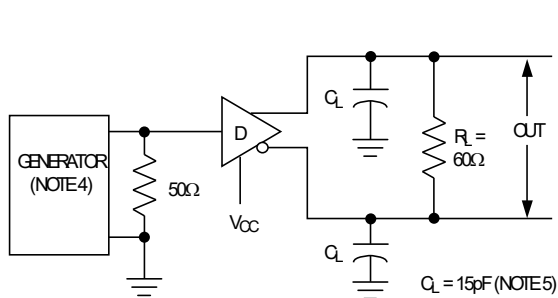 GENERATOR
(NOTE 4)
50Ω
D
VCC
CL
CL
RL =
60Ω
OUT
CL = 15pF (NOTE 5)